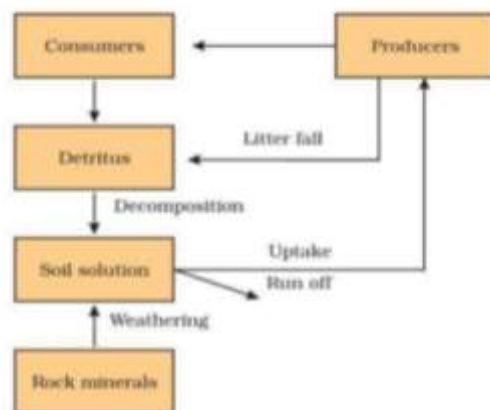 Consumers
Producers
Litter fall
Detritus
Decomposition
Uptake
Soil solution
Run off
Weathering
Rock minerals